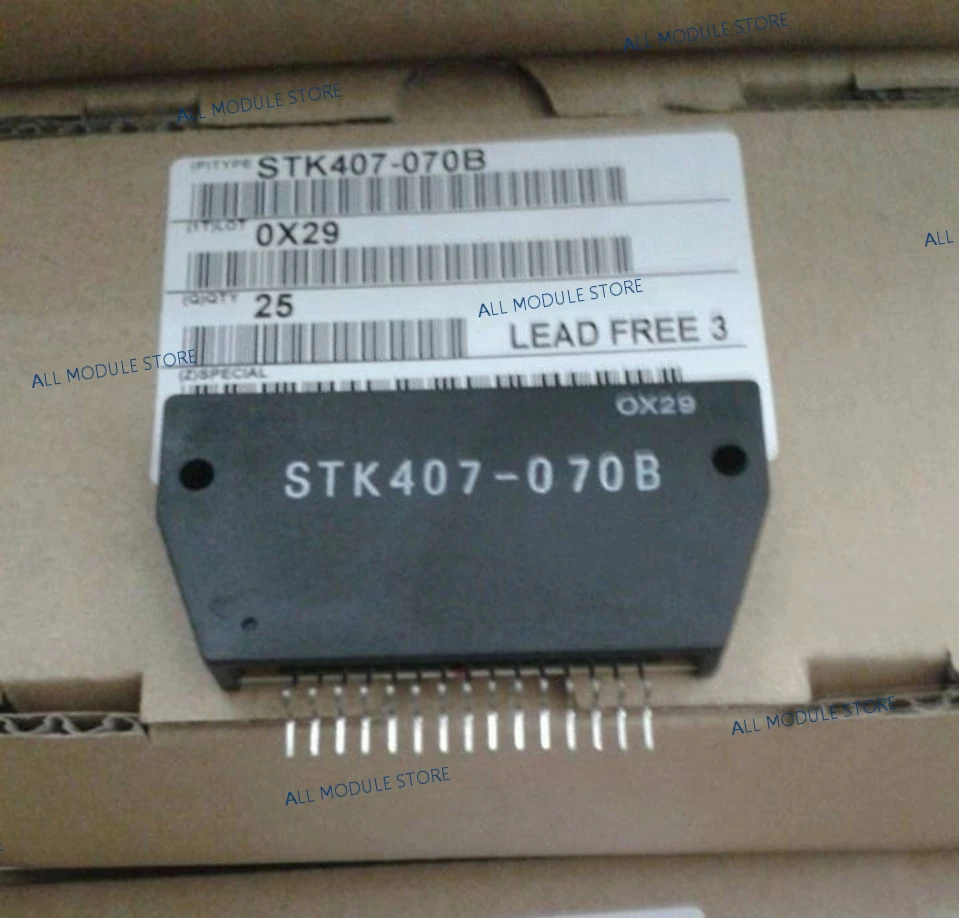 ALL MODULE STORE
ALL MODULE STORE
(P)TYPE STK407-070B
(1T)LOT 0X29
ALL
(Q)QTY 25
ALL MODULE STORE
LEAD FREE 3
ALL MODULE STORE
(Z)SPECIAL
OX29
STK407-070B
ALL MODULE STORE
ALL MODULE STORE